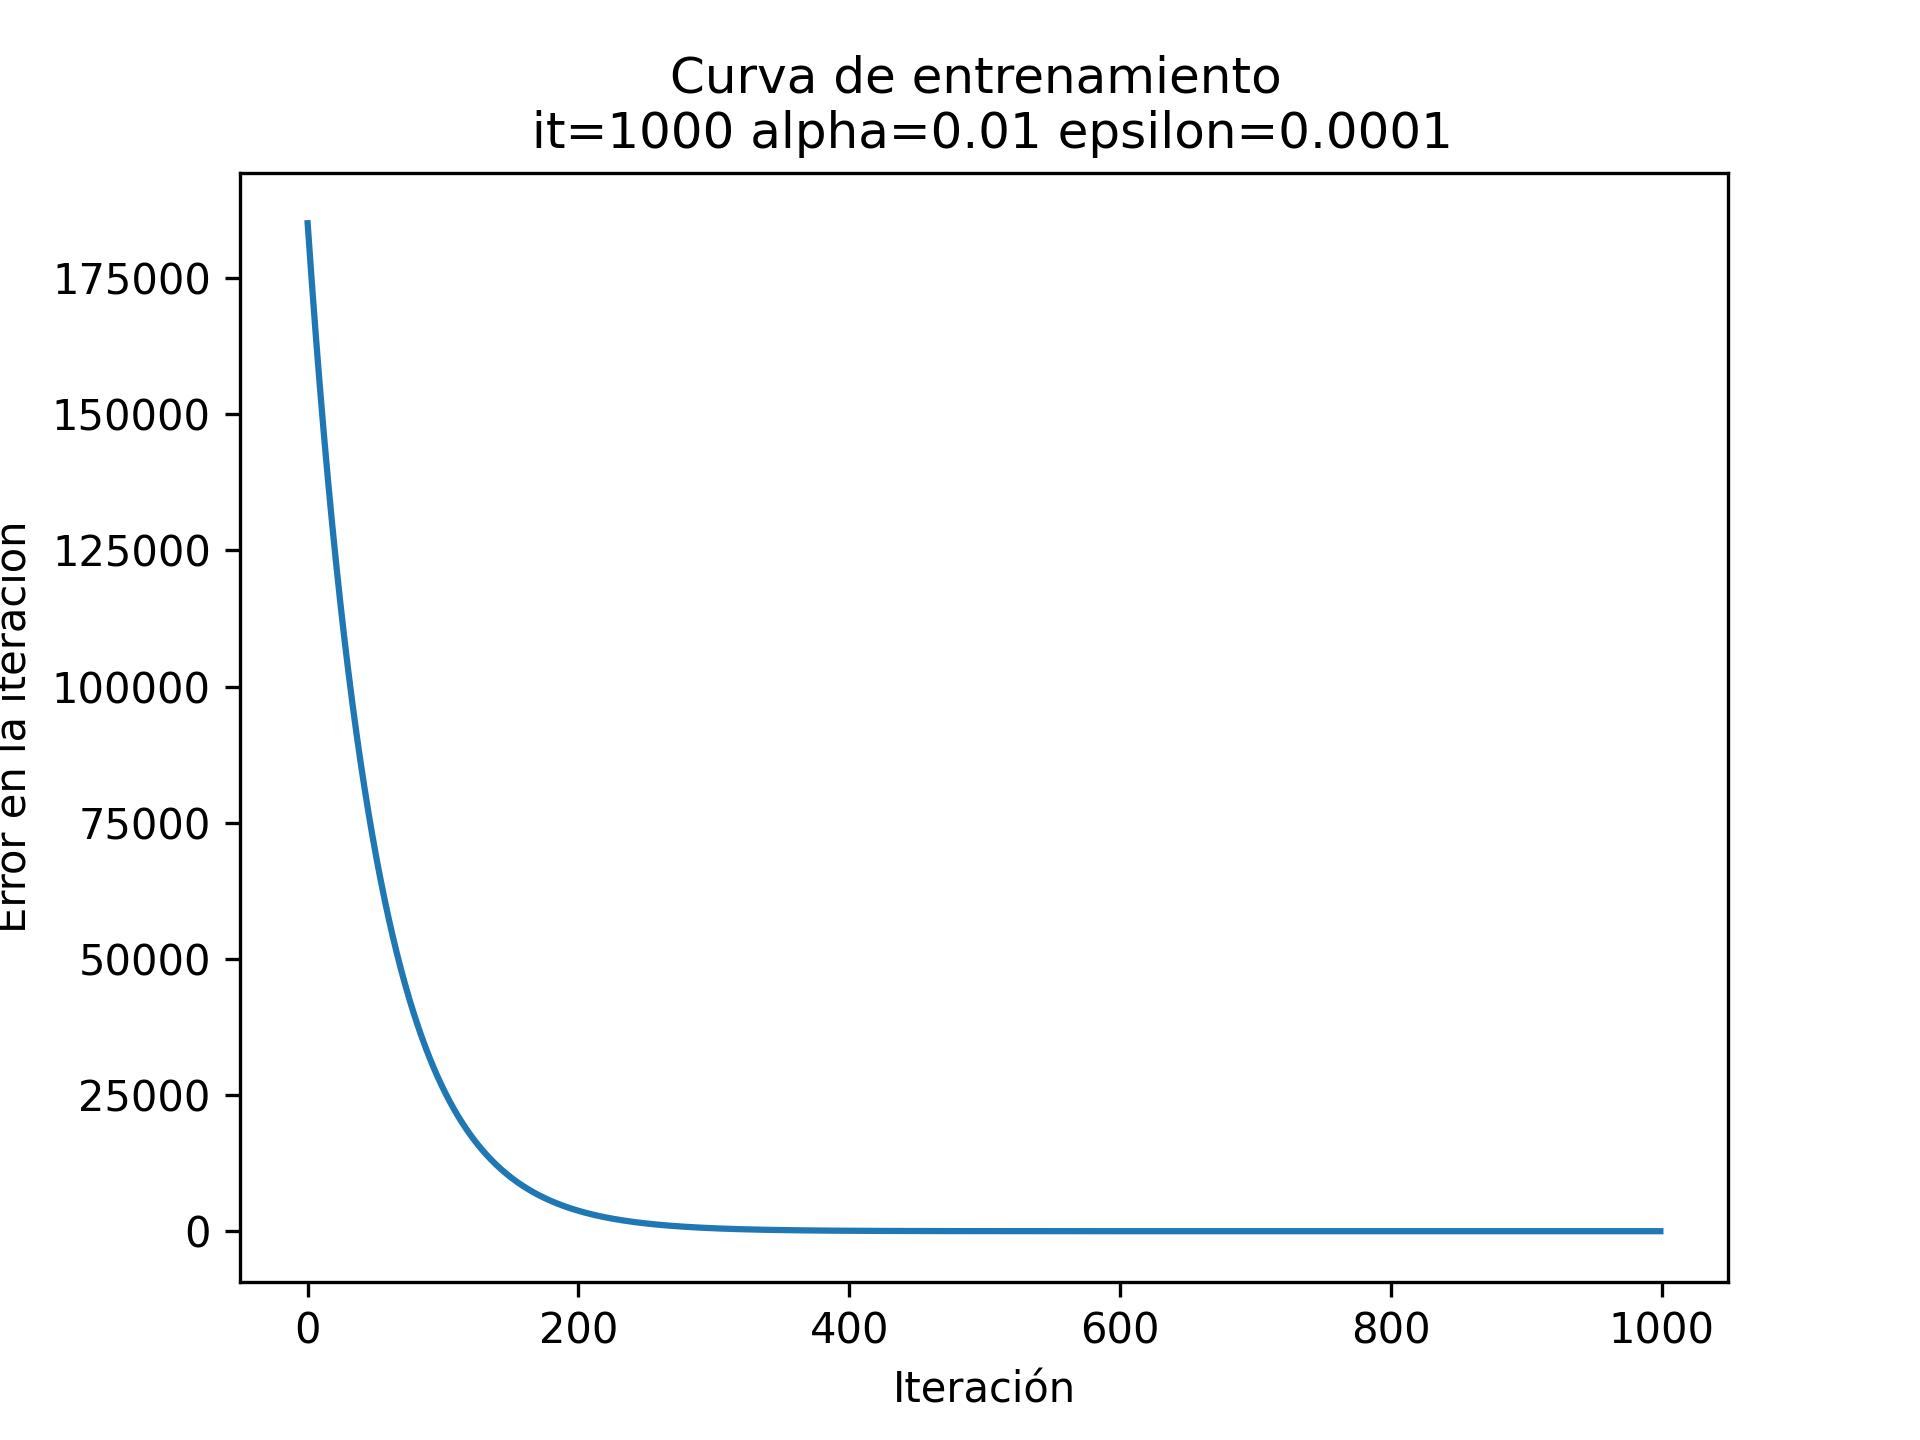 Curva de entrenamiento
it=1000 alpha=0.01 epsilon=0.0001
175000
150000
125000
100000
75000
50000
25000
0
Error en la iteración
0 200 400 600 800 1000
Iteración